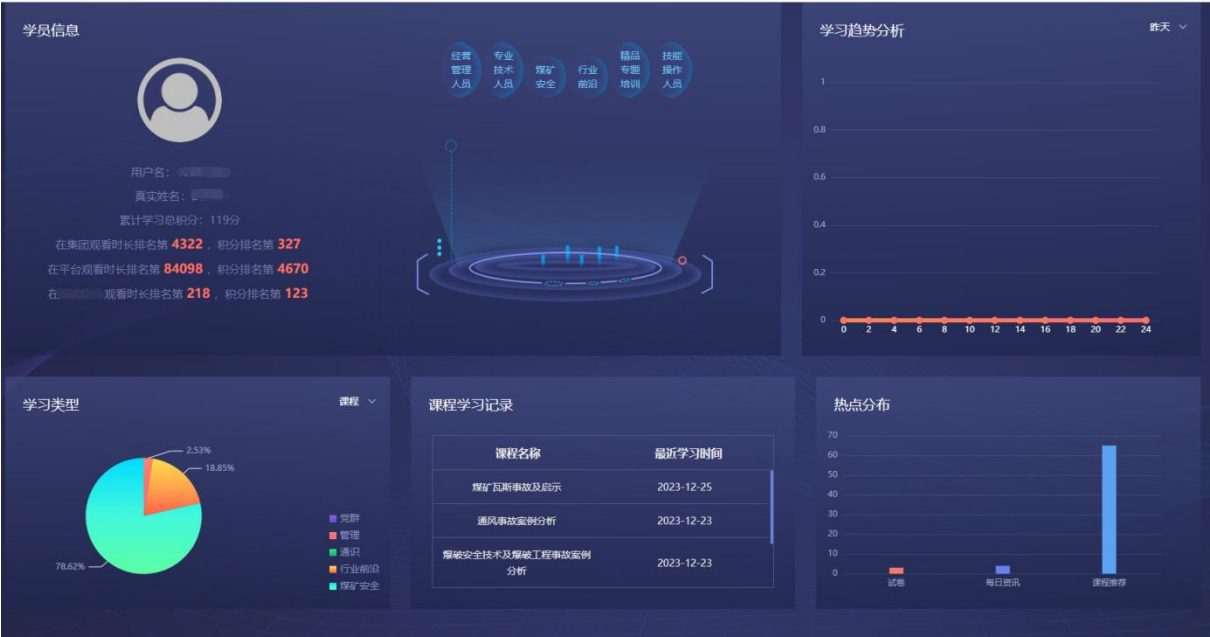 学员信息
用户名：
真实姓名：
累计学习总积分：119分
在集团观看时长排名第 4322 ，积分排名第 327
在平台观看时长排名第 84098 ，积分排名第 4670
在 观看时长排名第 218 ，积分排名第 123
经营
管理
人员
专业
技术
人员
煤矿
安全
行业
前沿
精品
专题
培训
技能
操作
人员
学习趋势分析
昨天
1
0.8
0.6
0.4
0.2
0
0 2 4 6 8 10 12 14 16 18 20 22 24
学习类型
课程
2.53%
18.85%
78.62%
党群
管理
通识
行业前沿
煤矿安全
课程学习记录
课程名称 最近学习时间
煤矿瓦斯事故及启示 2023-12-25
通风事故案例分析 2023-12-23
爆破安全技术及爆破工程事故案例
分析 2023-12-23
热点分布
70
60
50
40
30
20
10
0
试卷 每日资讯 课程推荐